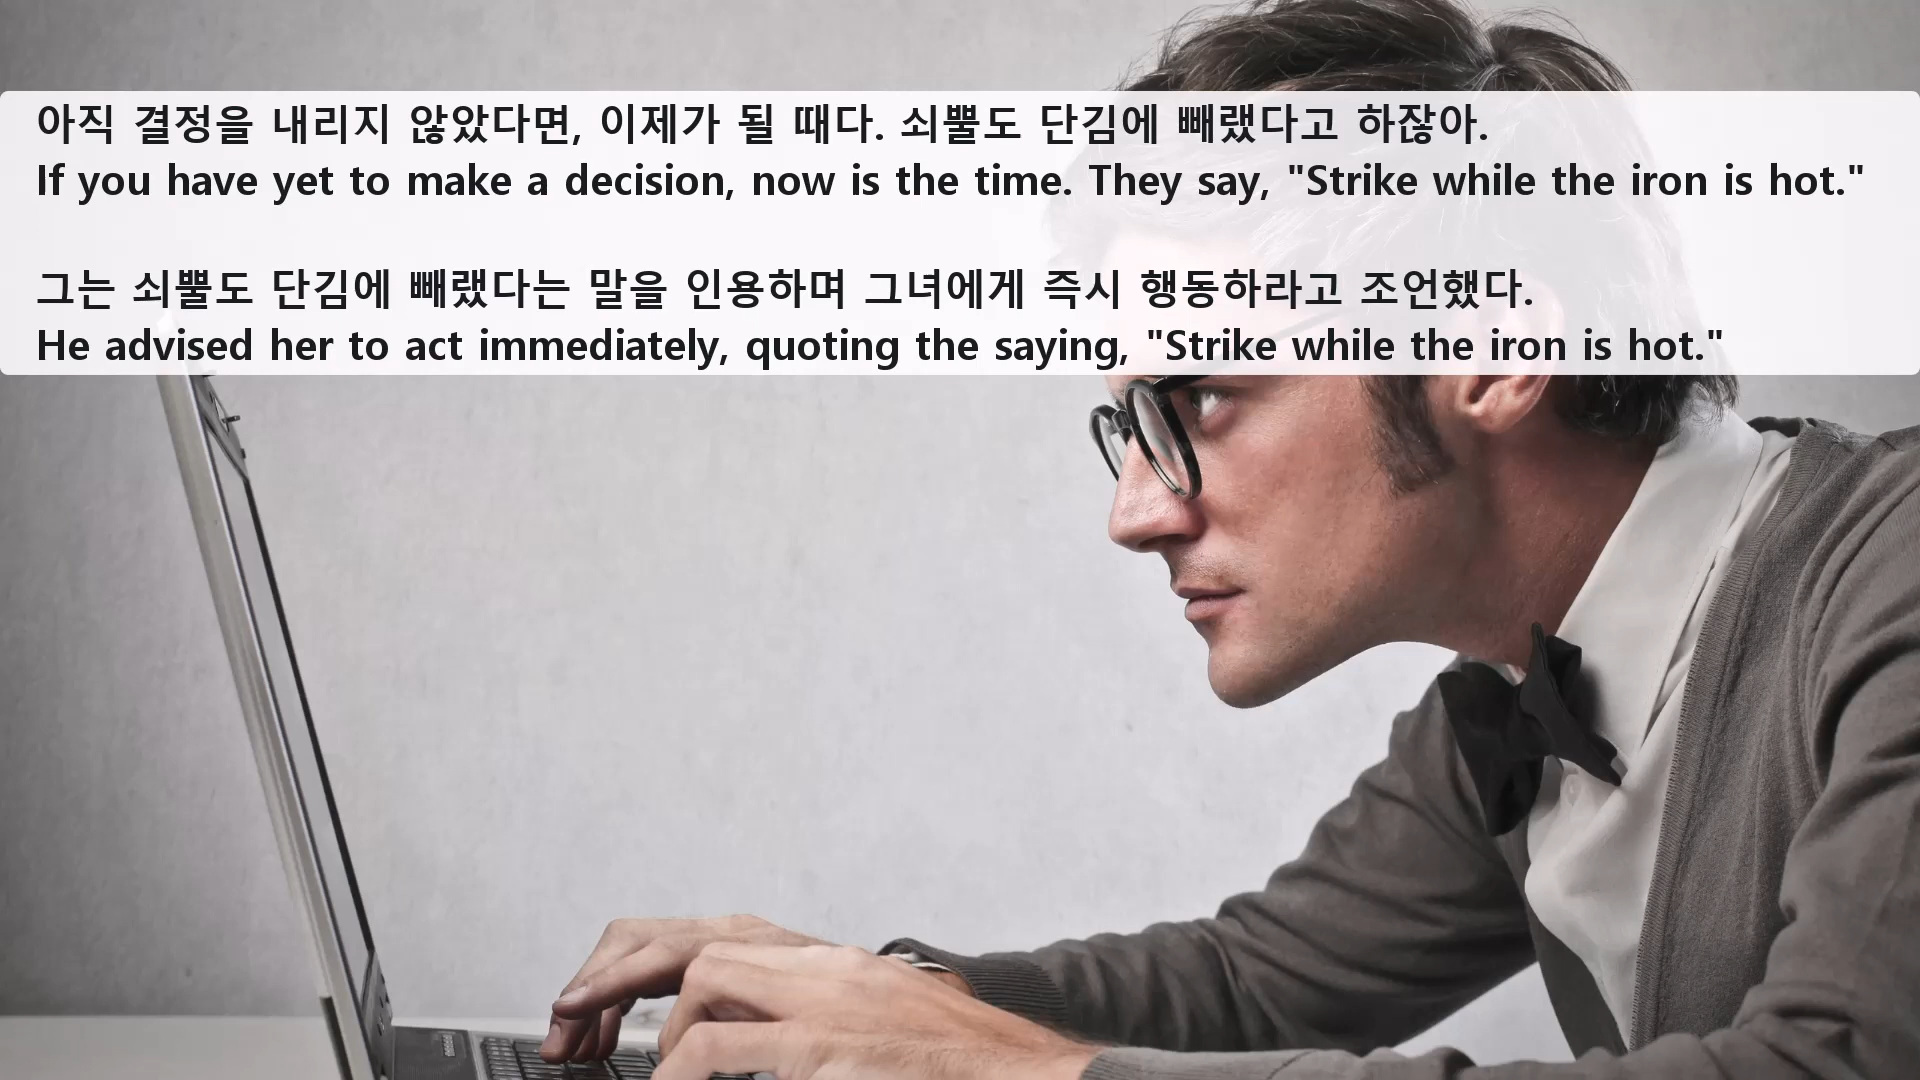 아직 결정을 내리지 않았다면, 이제가 될 때다. 쇠뿔도 단김에 빼랬다고 하잖아.
If you have yet to make a decision, now is the time. They say, "Strike while the iron is hot."
그는 쇠뿔도 단김에 빼랬다는 말을 인용하며 그녀에게 즉시 행동하라고 조언했다.
He advised her to act immediately, quoting the saying, "Strike while the iron is hot."